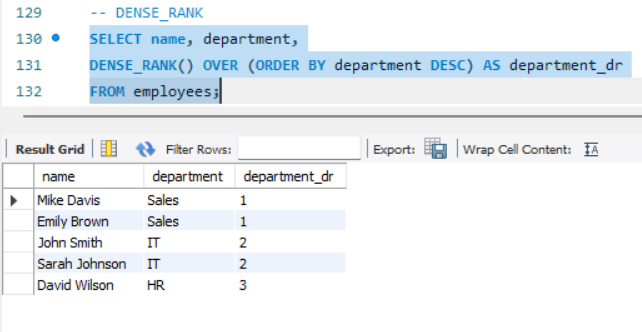 129 -- DENSE_RANK
130 SELECT name, department,
131 DENSE_RANK() OVER (ORDER BY department DESC) AS department_dr
132 FROM employees;
Result Grid Filter Rows: Export: Wrap Cell Content: IA
name department department_dr
Mike Davis Sales 1
Emily Brown Sales 1
John Smith IT 2
Sarah Johnson IT 2
David Wilson HR 3